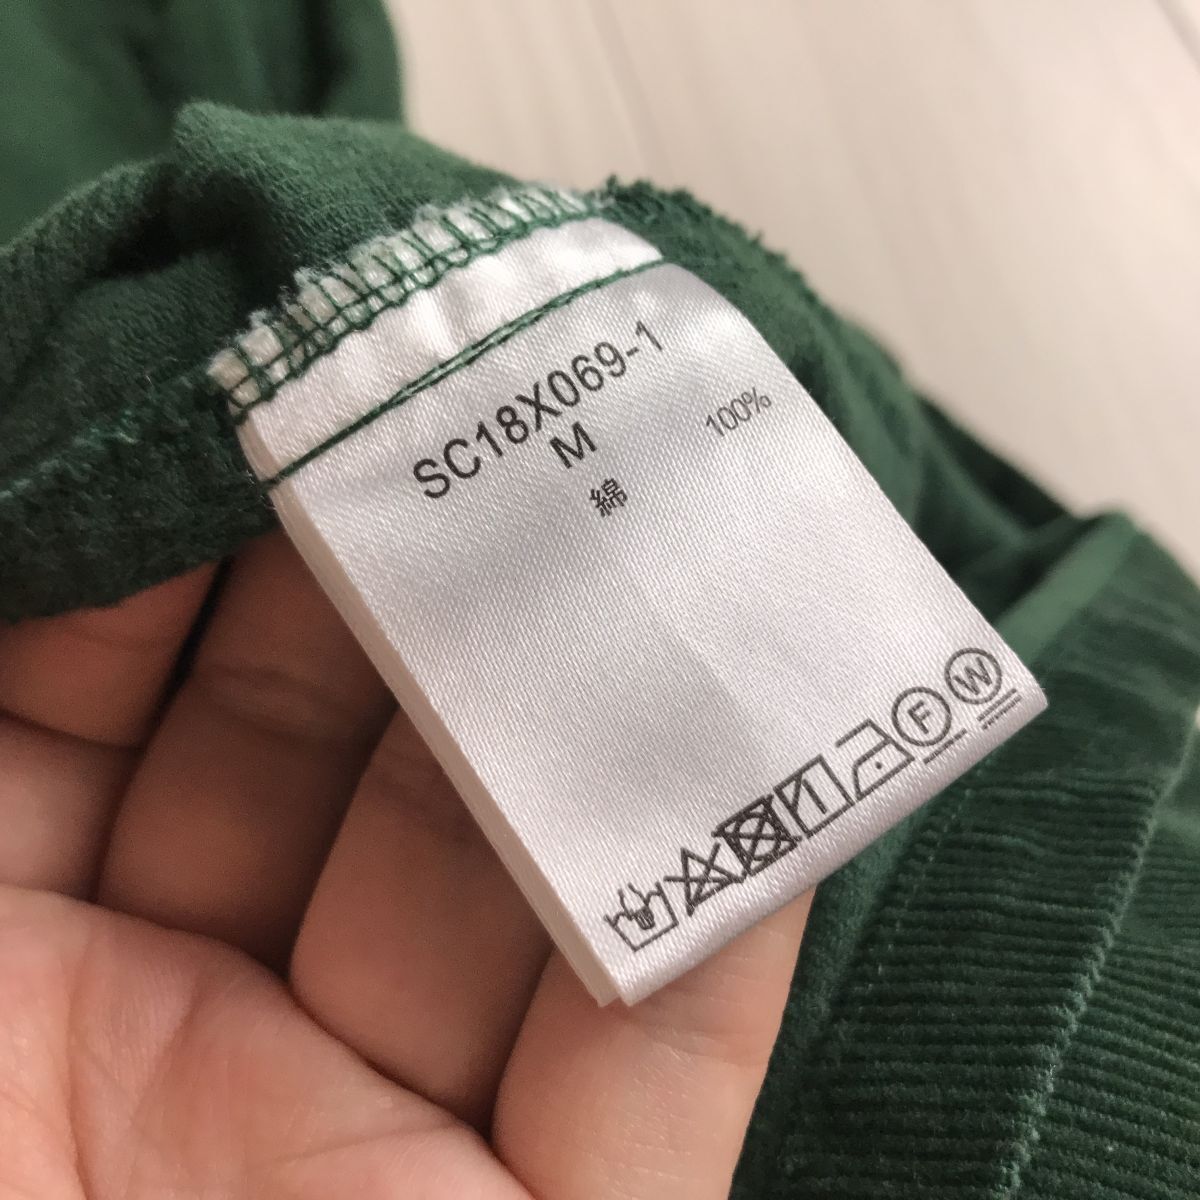 SC18X069-1
M
綿 100%
F W